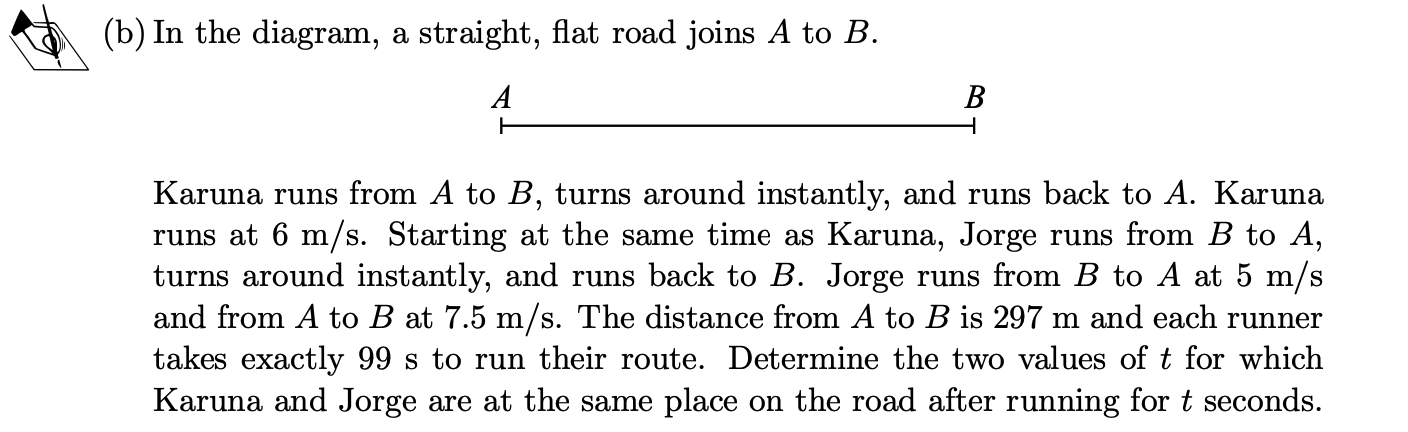 (b) In the diagram, a straight, flat road joins A to B.
A B
Karuna runs from A to B, turns around instantly, and runs back to A. Karuna
runs at 6 m/s. Starting at the same time as Karuna, Jorge runs from B to A,
turns around instantly, and runs back to B. Jorge runs from B to A at 5 m/s
and from A to B at 7.5 m/s. The distance from A to B is 297 m and each runner
takes exactly 99 s to run their route. Determine the two values of t for which
Karuna and Jorge are at the same place on the road after running for t seconds.